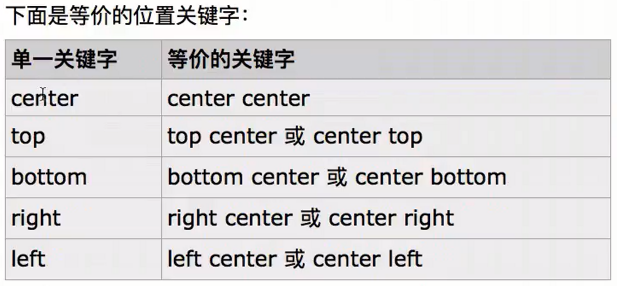 下面是等价的位置关键字：
单一关键字 等价的关键字
center center center
top top center 或 center top
bottom bottom center 或 center bottom
right right center 或 center right
left left center 或 center left